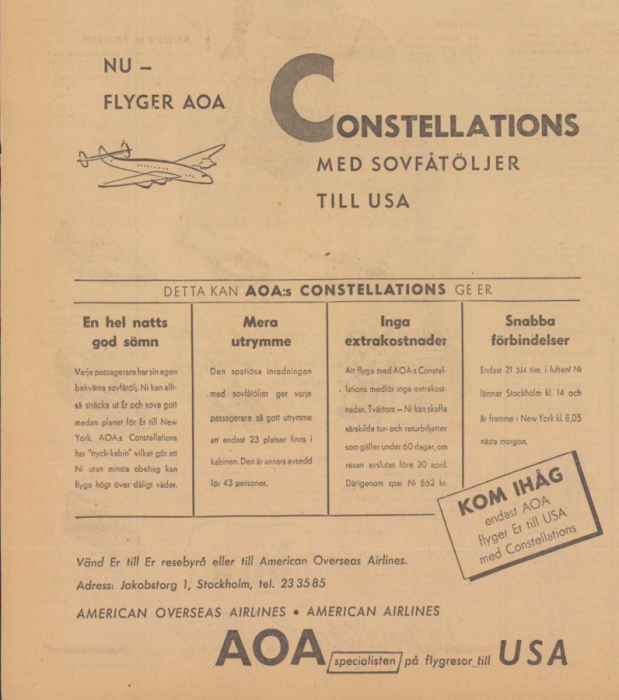 NU –
FLYGER AOA
CONSTELLATIONS
MED SOVFÅTÖLJER
TILL USA
DETTA KAN AOA:s CONSTELLATIONS GE ER
En hel natts
god sömn
Varje passagerare har sin egen
bekväma sovfåtölj. Ni kan allt-
så sträcka ut Er och sova gott
medan planet för Er till New
York. AOA:s Constellations
har "tryck-kabin" vilket gör att
Ni utan minsta obehag kan
flyga högt över dåligt väder.
Mera
utrymme
Den spatiösa inredningen
med sovfåtöljer ger varje
passagerare så gott utrymme
att endast 23 platser finns i
kabinen. Den är annars avsedd
för 43 personer.
Inga
extrakostnader
Att flyga med AOA:s Constel-
lations medför inga extrakost-
nader. Tvärtom – Ni kan skaffa
särskilda tur- och returbiljetter
som gäller under 60 dagar, om
resan avslutas före 30 april.
Därigenom spar Ni 862 kr.
Snabba
förbindelser
Endast 21 3/4 tim. i luften! Ni
lämnar Stockholm kl. 14 och
är framme i New York kl. 8,05
nästa morgon.
KOM IHÅG
endast AOA
flyger Er till USA
med Constellations
Vänd Er till Er resebyrå eller till American Overseas Airlines.
Adress: Jakobstorg 1, Stockholm, tel. 23 35 85
AMERICAN OVERSEAS AIRLINES • AMERICAN AIRLINES
AOA specialisten på flygresor till USA